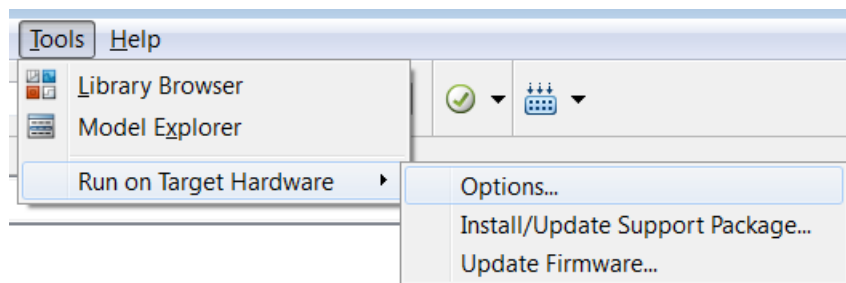 Tools Help
Library Browser
Model Explorer
Run on Target Hardware
Options...
Install/Update Support Package...
Update Firmware...